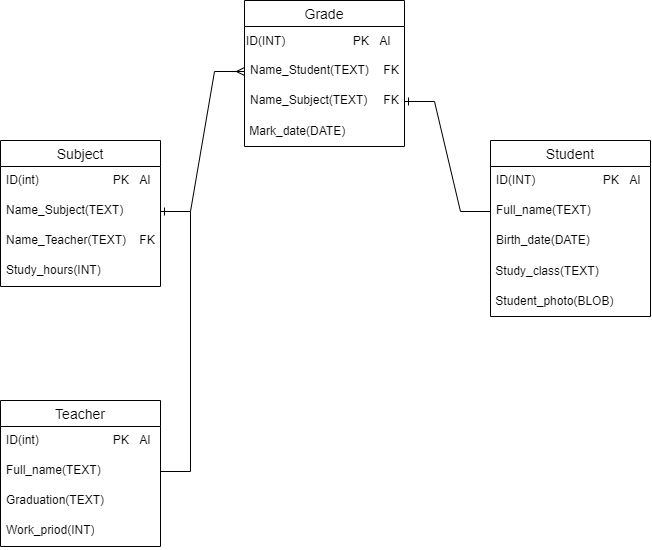 Grade
ID(INT) PK AI
Name_Student(TEXT) FK
Name_Subject(TEXT) FK
Mark_date(DATE)
Subject
ID(int) PK AI
Name_Subject(TEXT)
Name_Teacher(TEXT) FK
Study_hours(INT)
Student
ID(INT) PK AI
Full_name(TEXT)
Birth_date(DATE)
Study_class(TEXT)
Student_photo(BLOB)
Teacher
ID(int) PK AI
Full_name(TEXT)
Graduation(TEXT)
Work_priod(INT)